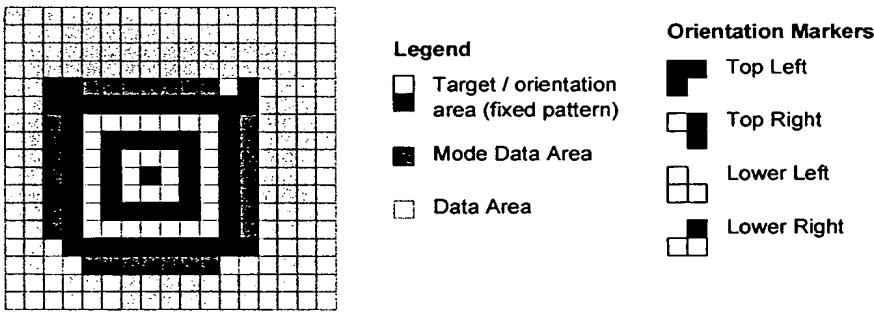 Legend
Target / orientation
area (fixed pattern)
Mode Data Area
Data Area
Orientation Markers
Top Left
Top Right
Lower Left
Lower Right